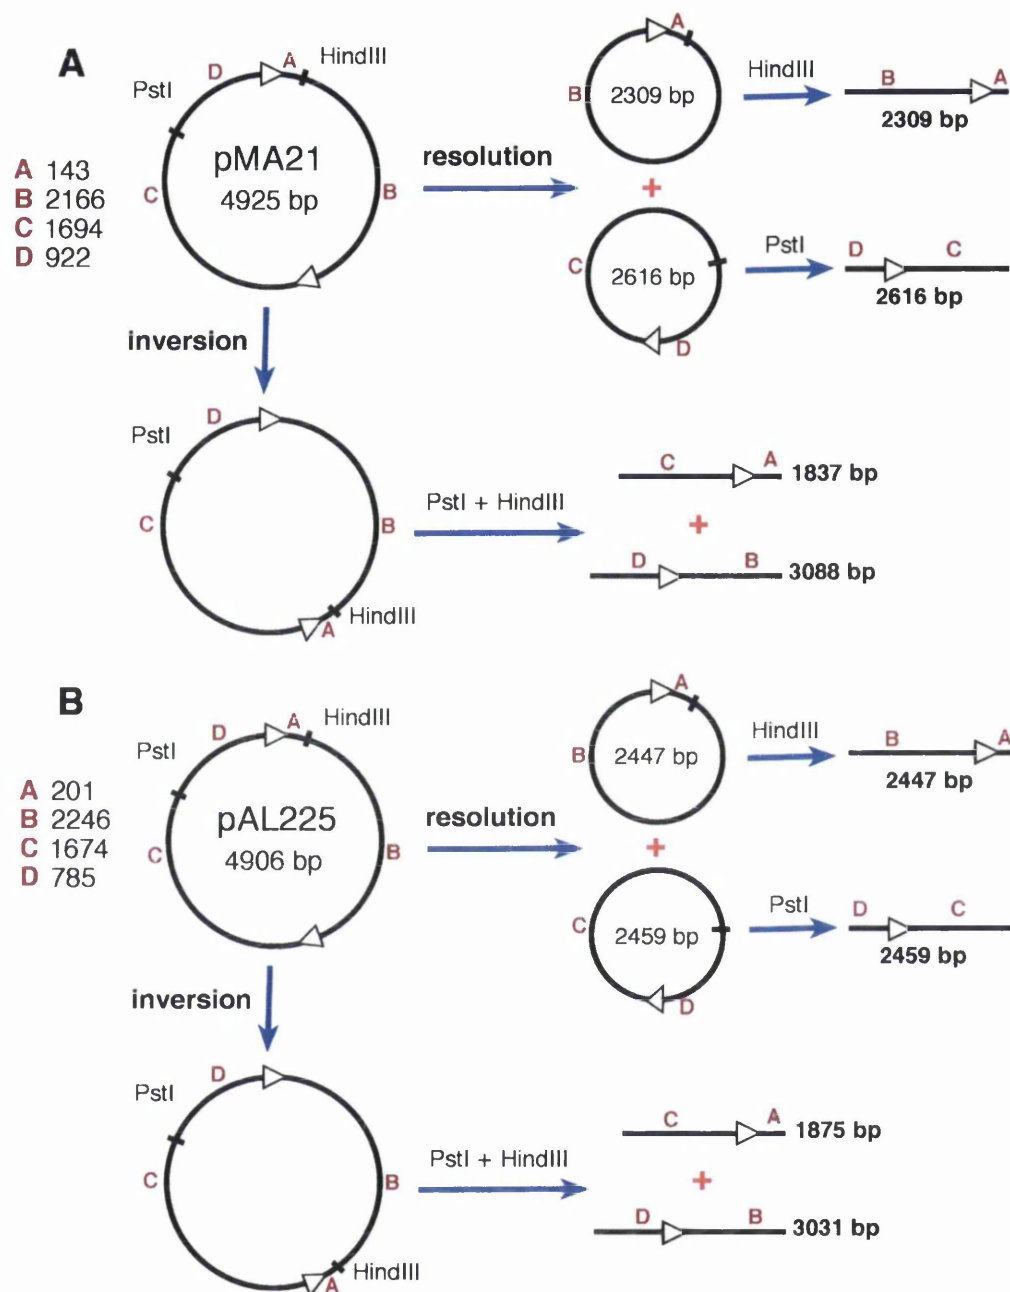 A
PstI
D
A
HindIII
pMA21
4925 bp
C
B
A 143
B 2166
C 1694
D 922
resolution
A
B
2309 bp
HindIII
B
A
2309 bp
+
C
2616 bp
D
PstI
D
C
2616 bp
inversion
PstI
D
C
B
A
HindIII
PstI + HindIII
C
A
1837 bp
+
D
B
3088 bp
B
PstI
D
A
HindIII
pAL225
4906 bp
C
B
A 201
B 2246
C 1674
D 785
resolution
A
B
2447 bp
HindIII
B
A
2447 bp
+
C
2459 bp
D
PstI
D
C
2459 bp
inversion
PstI
D
C
B
A
HindIII
PstI + HindIII
C
A
1875 bp
+
D
B
3031 bp